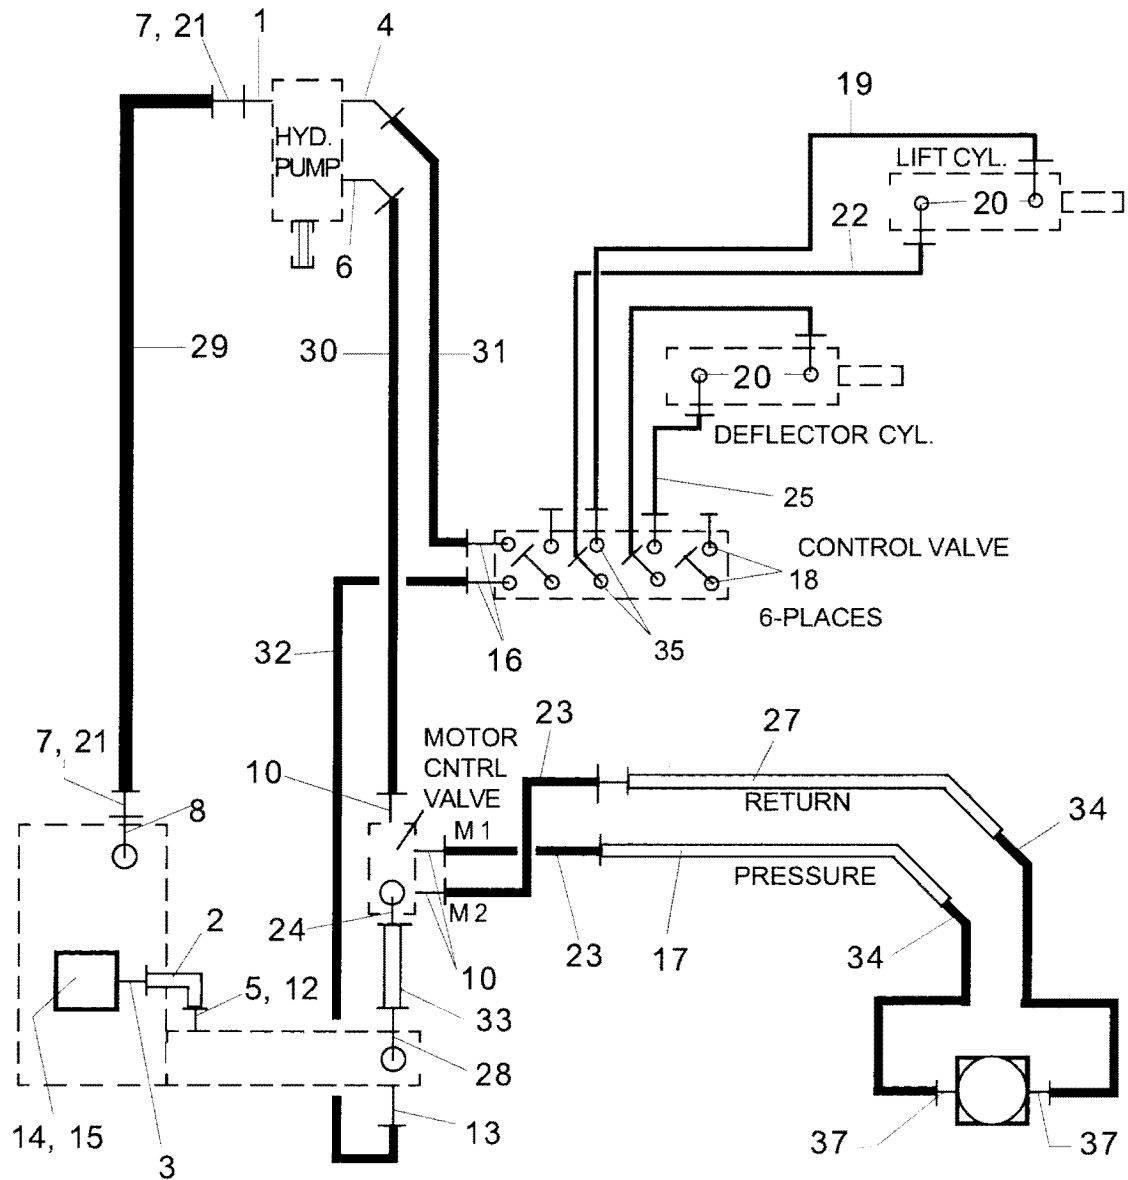 7, 21
1
4
19
HYD.
PUMP
LIFT CYL.
20
22
6
29
30
31
20
DEFLECTOR CYL.
25
CONTROL VALVE
18
6-PLACES
32
16
35
23
27
7, 21
MOTOR
CNTRL
VALVE
10
RETURN
8
34
M1
PRESSURE
M2
2
24
10
23
17
34
5, 12
33
28
14, 15
3
13
37
37